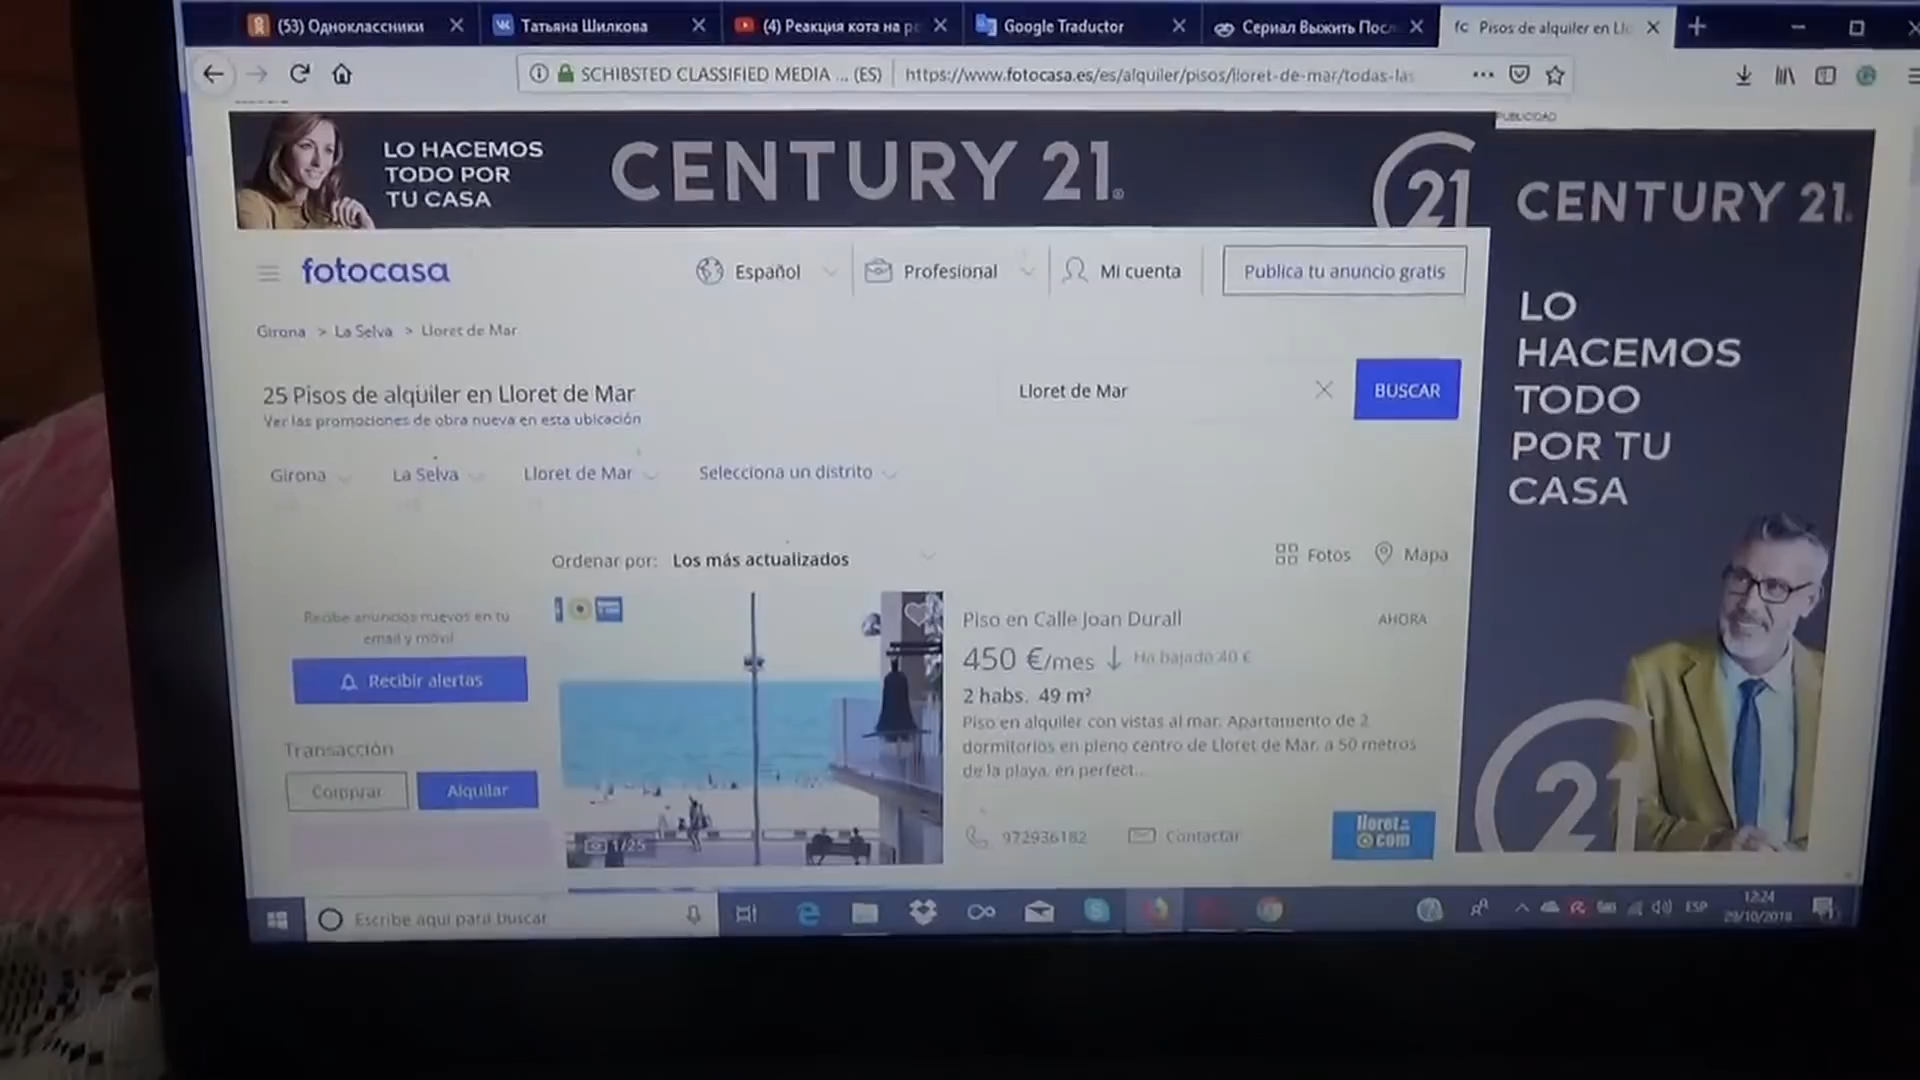 (53) Одноклассники
Татьяна Шилкова
(4) Реакция кота на ре
Google Traductor
Сериал Выжить Посл
fc Pisos de alquiler en Llo
SCHIBSTED CLASSIFIED MEDIA ... (ES)
https://www.fotocasa.es/es/alquiler/pisos/lloret-de-mar/todas-las
PUBLICIDAD
LO HACEMOS
TODO POR
TU CASA
CENTURY 21.
21
CENTURY 21.
LO
HACEMOS
TODO
POR TU
CASA
21
fotocasa
Español
Profesional
Mi cuenta
Publica tu anuncio gratis
Girona > La Selva > Lloret de Mar
25 Pisos de alquiler en Lloret de Mar
Ver las promociones de obra nueva en esta ubicación
Lloret de Mar
BUSCAR
Girona
La Selva
Lloret de Mar
Selecciona un distrito
Ordenar por: Los más actualizados
Fotos
Mapa
Recibe anuncios nuevos en tu
email y móvil
Recibir alertas
Transacción
Comprar
Alquilar
1/25
Piso en Calle Joan Durall
AHORA
450 €/mes ↓ Ha bajado 40 €
2 habs. 49 m²
Piso en alquiler con vistas al mar. Apartamento de 2
dormitorios en pleno centro de Lloret de Mar, a 50 metros
de la playa, en perfect...
972936182
Contactar
lloret
com
Escribe aquí para buscar
ESP
12:24
29/10/2018